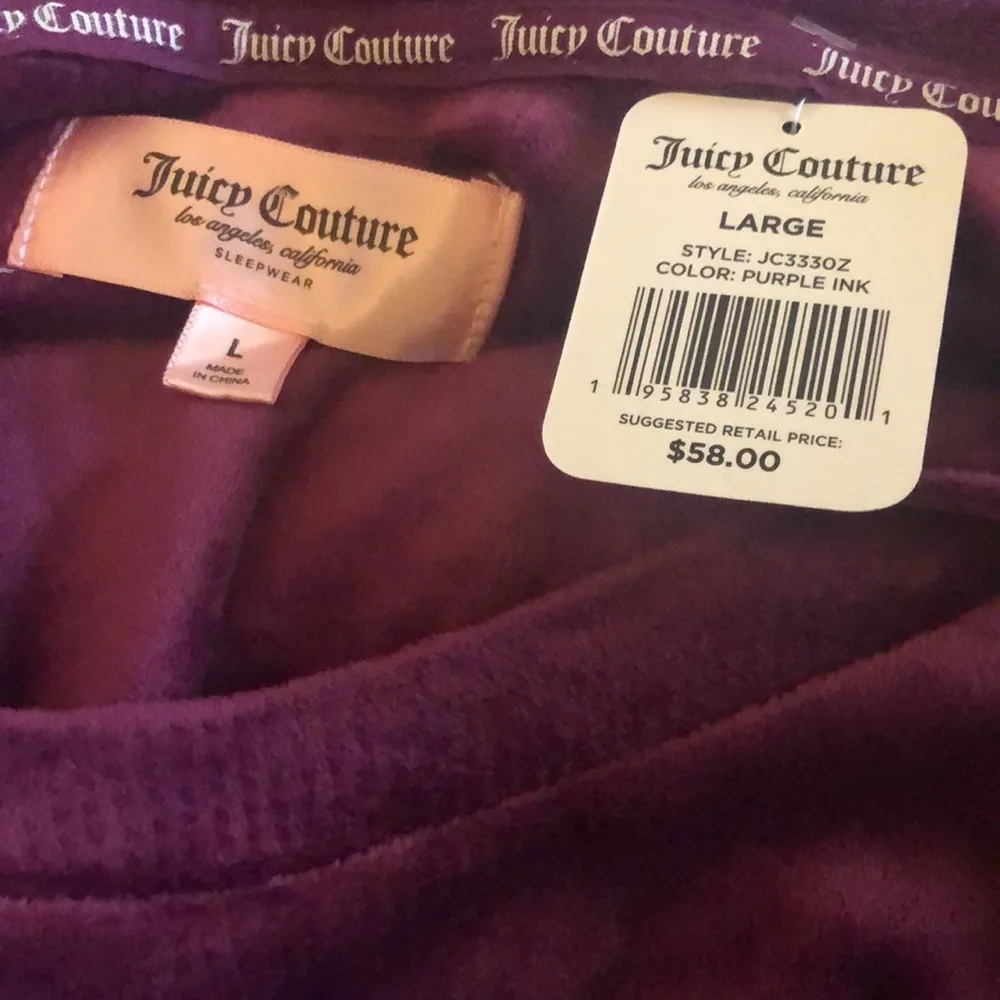 y Couture Juicy Couture Juicy Couture Juicy Cou
Juicy Couture
los angeles, california
SLEEPWEAR
L
MADE
IN CHINA
Juicy Couture
los angeles, california
LARGE
STYLE: JC3330Z
COLOR: PURPLE INK
1 95838 24520 1
SUGGESTED RETAIL PRICE:
$58.00